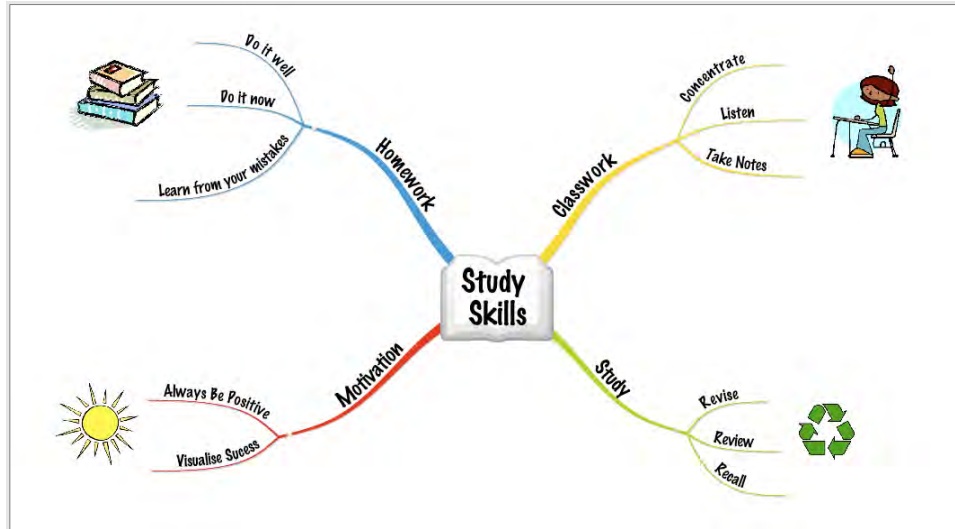 Study
Skills
Homework
Do it well
Do it now
Learn from your mistakes
Classwork
Concentrate
Listen
Take Notes
Motivation
Always Be Positive
Visualise Sucess
Study
Revise
Review
Recall